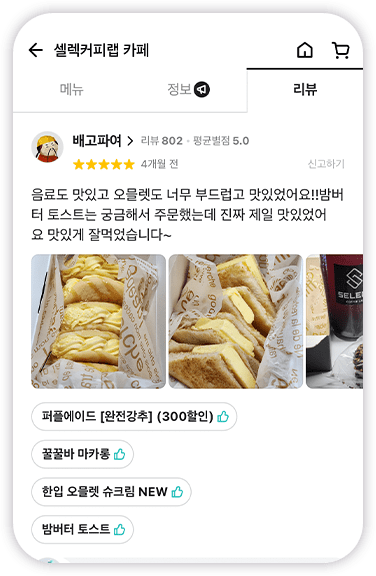 셀렉커피랩 카페
메뉴
정보
리뷰
배고파여
리뷰 802 · 평균별점 5.0
4개월 전
신고하기
음료도 맛있고 오믈렛도 너무 부드럽고 맛있었어요!!밤버
터 토스트는 궁금해서 주문했는데 진짜 제일 맛있었어
요 맛있게 잘먹었습니다~
SELE
퍼플에이드 [완전강추] (300할인)
꿀꿀바 마카롱
한입 오믈렛 슈크림 NEW
밤버터 토스트